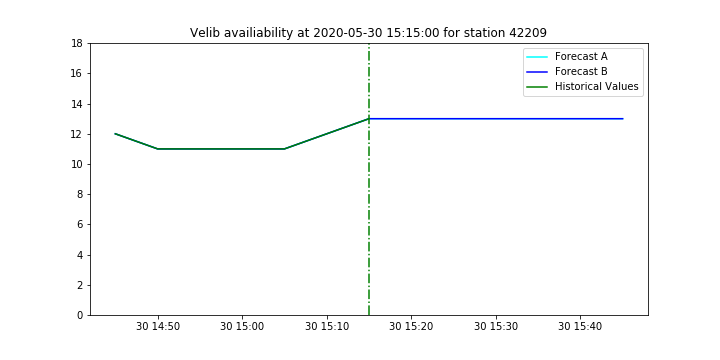 Velib availiability at 2020-05-30 15:15:00 for station 42209
18
16
14
12
10
8
6
4
2
0
Forecast A
Forecast B
Historical Values
30 14:50 30 15:00 30 15:10 30 15:20 30 15:30 30 15:40